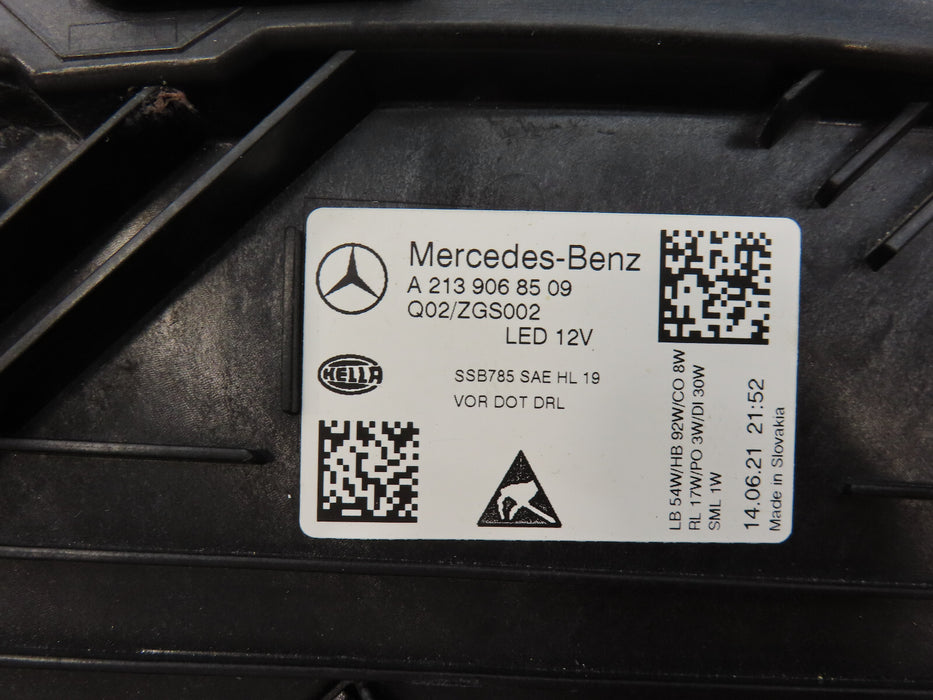 Mercedes-Benz
A 213 906 85 09
Q02/ZGS002
LED 12V
HELLA
SSB785 SAE HL 19
VOR DOT DRL
LB 54W/HB 92W/CO 8W
RL 17W/PO 3W/DI 30W
SML 1W
14.06.21 21:52
Made in Slovakia